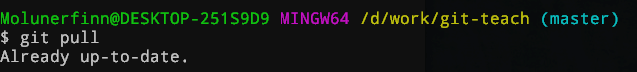 Molunerfinn@DESKTOP-251S9D9 MINGW64 /d/work/git-teach (master)
$ git pull
Already up-to-date.